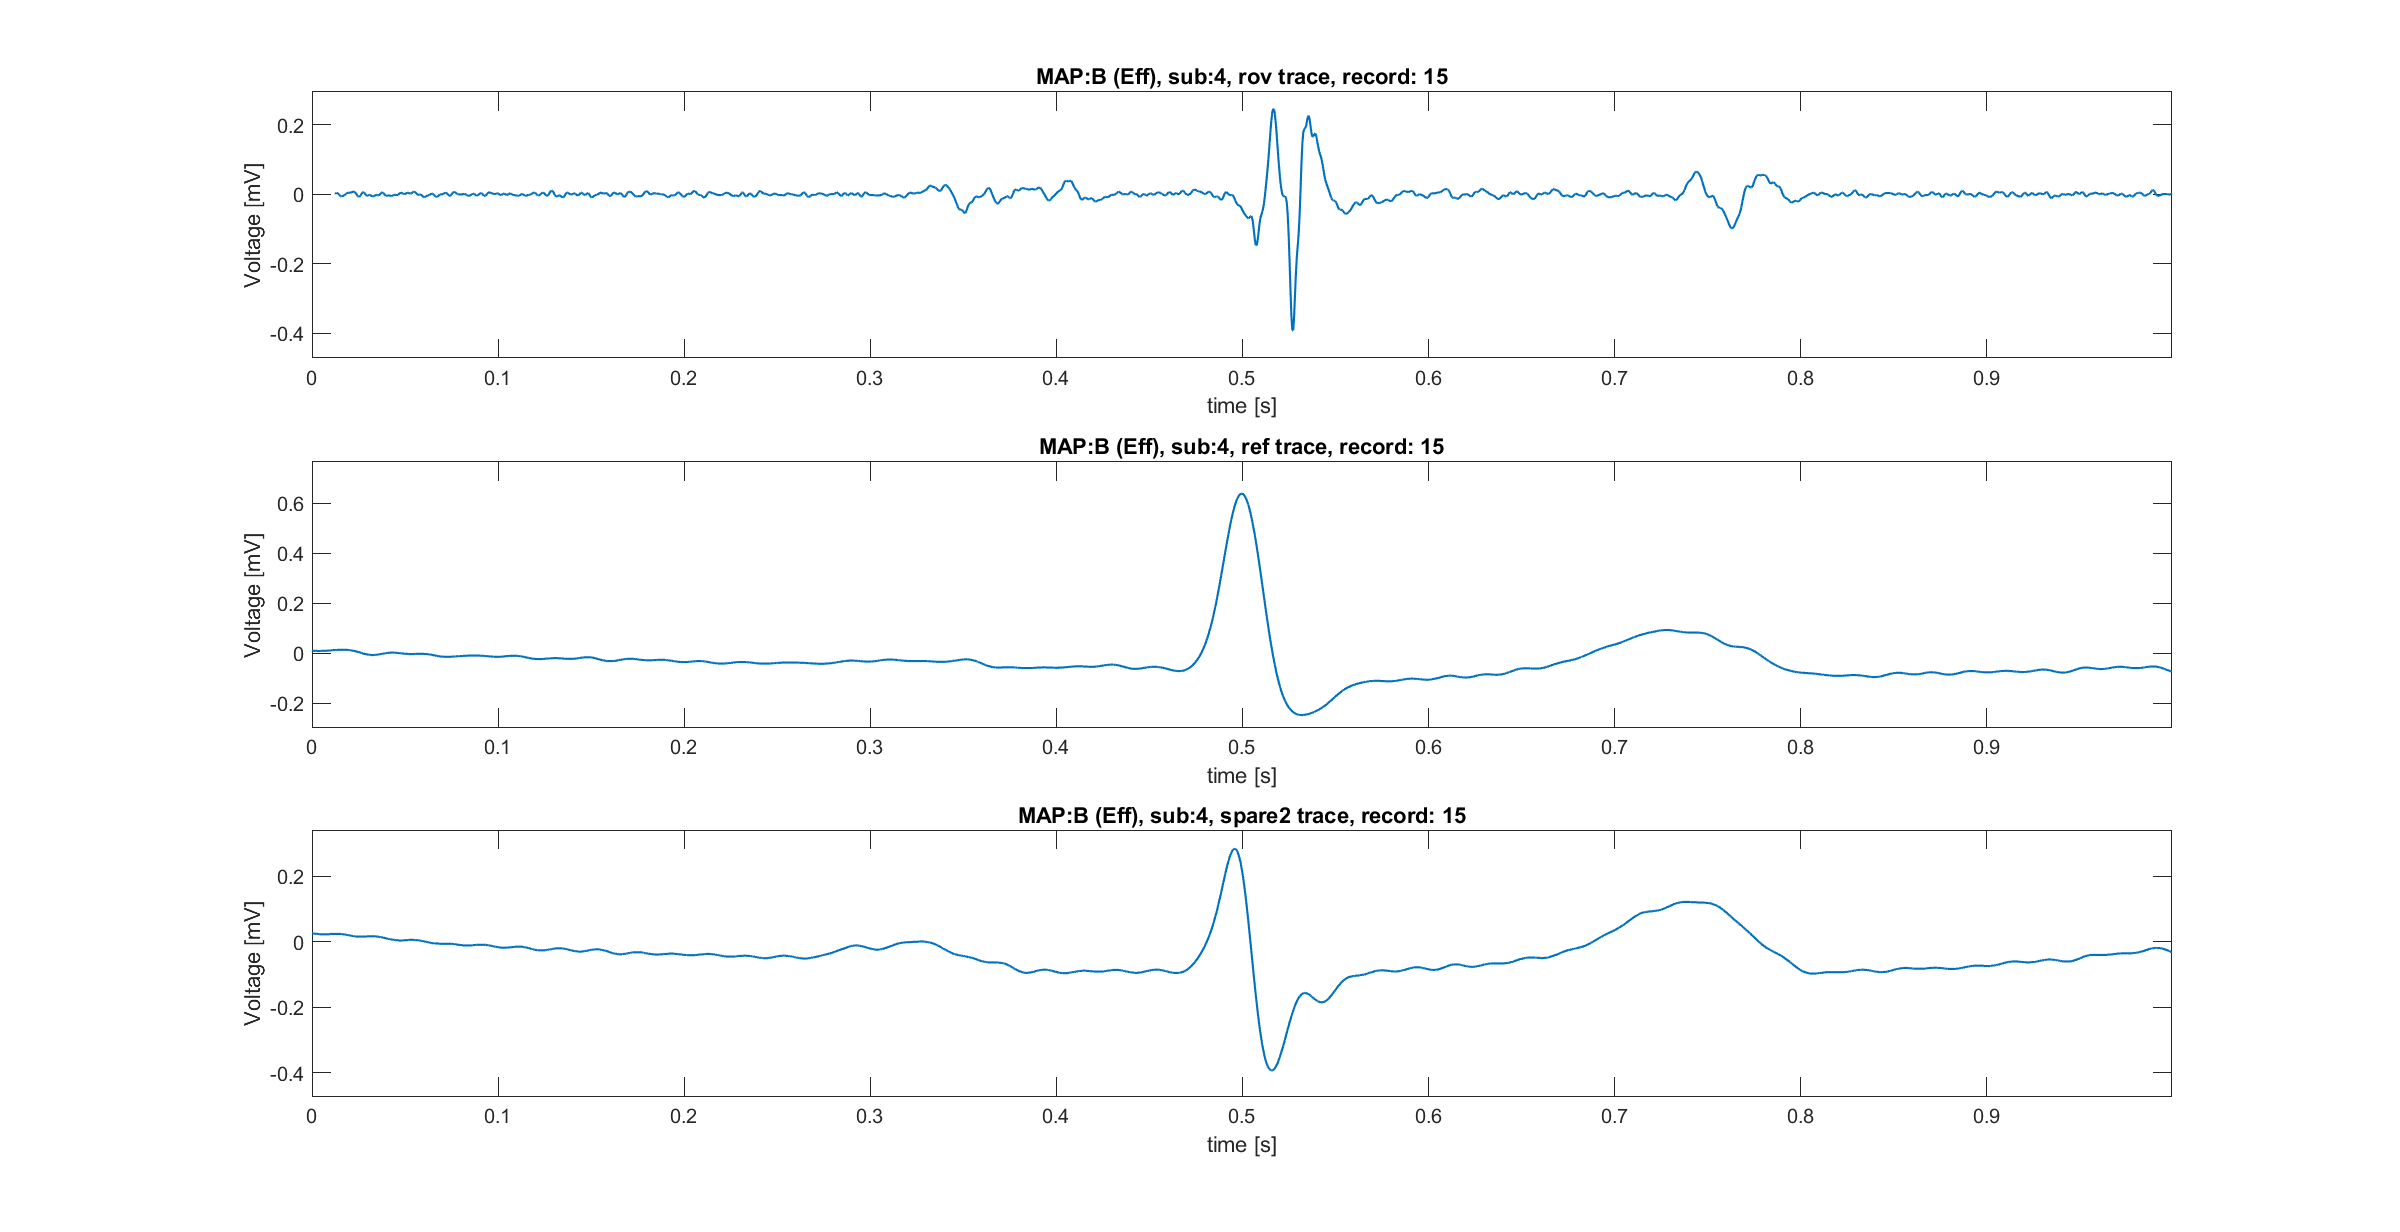 MAP:B (Eff), sub:4, rov trace, record: 15
Voltage [mV]
0.2
0
-0.2
-0.4
0 0.1 0.2 0.3 0.4 0.5 0.6 0.7 0.8 0.9
time [s]
MAP:B (Eff), sub:4, ref trace, record: 15
Voltage [mV]
0.6
0.4
0.2
0
-0.2
0 0.1 0.2 0.3 0.4 0.5 0.6 0.7 0.8 0.9
time [s]
MAP:B (Eff), sub:4, spare2 trace, record: 15
Voltage [mV]
0.2
0
-0.2
-0.4
0 0.1 0.2 0.3 0.4 0.5 0.6 0.7 0.8 0.9
time [s]